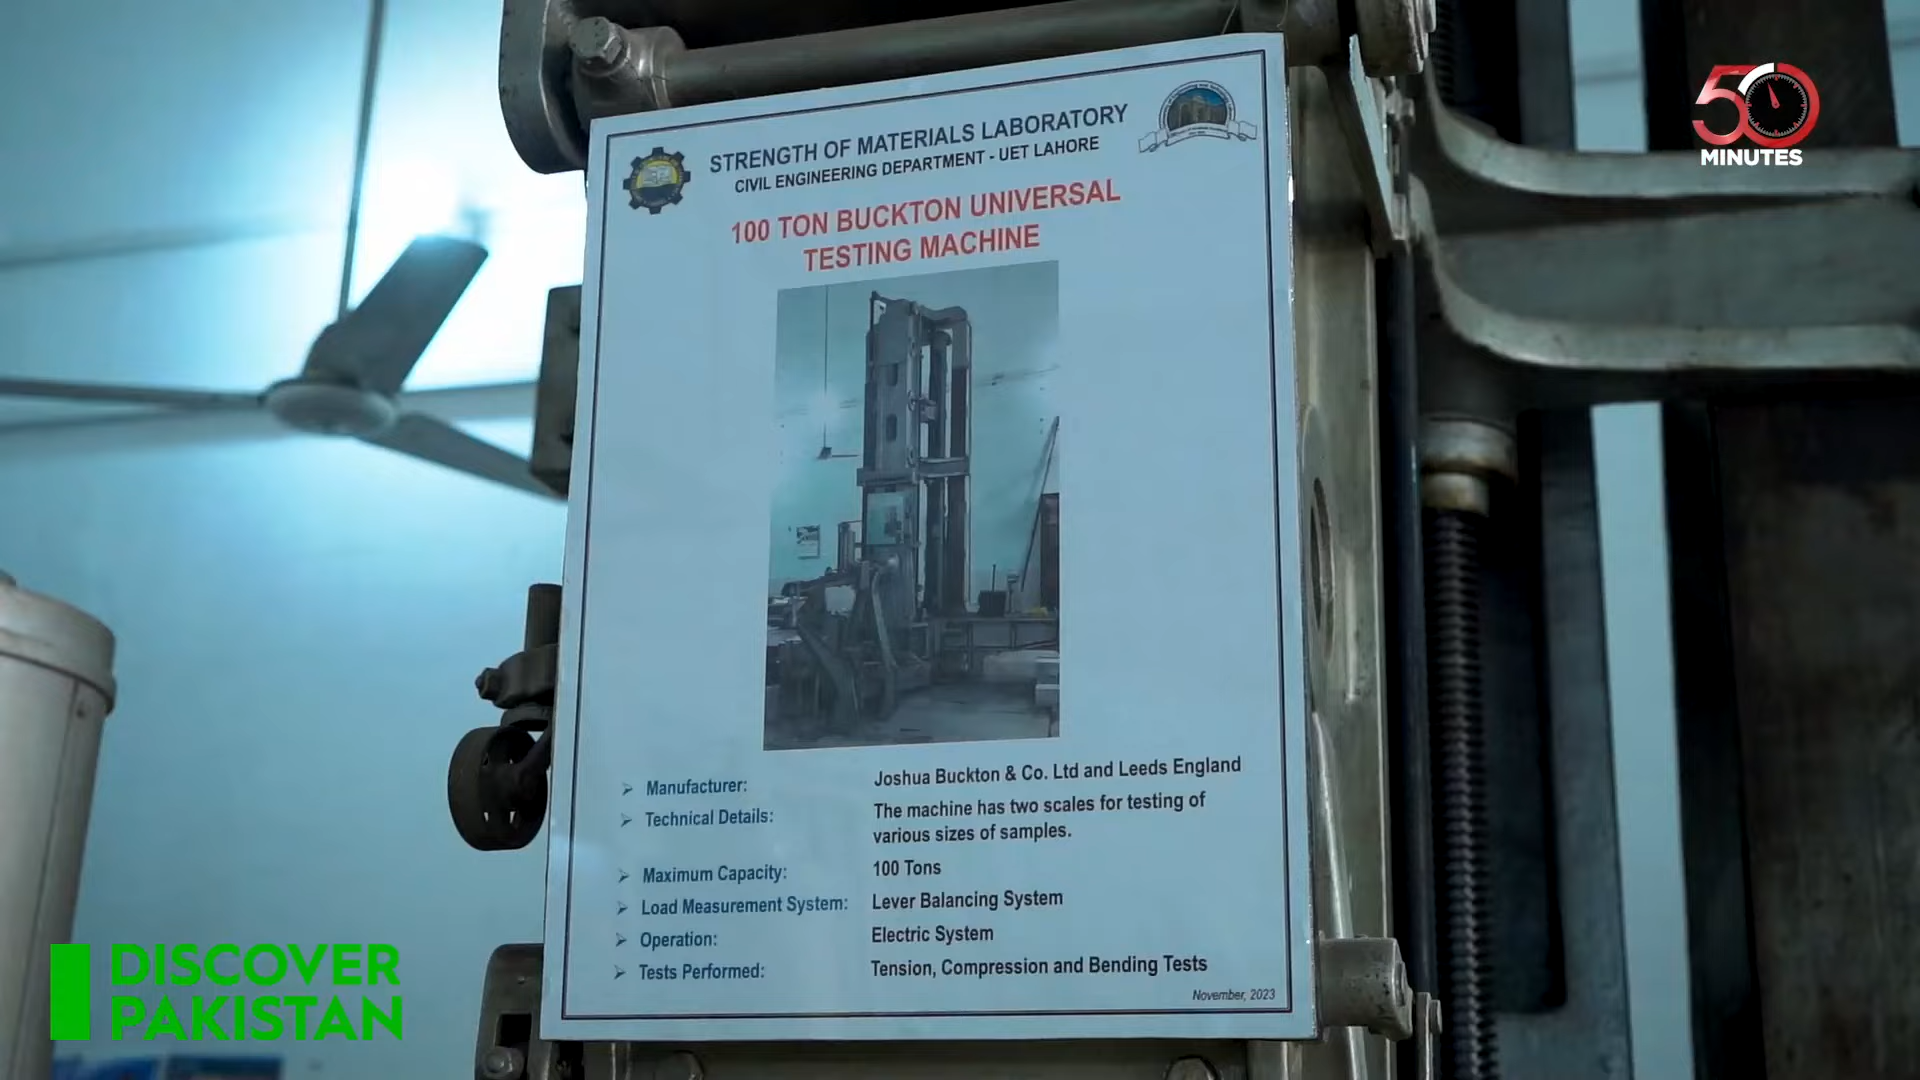 50
MINUTES
STRENGTH OF MATERIALS LABORATORY
CIVIL ENGINEERING DEPARTMENT - UET LAHORE
100 TON BUCKTON UNIVERSAL
TESTING MACHINE
Manufacturer: Joshua Buckton & Co. Ltd and Leeds England
Technical Details: The machine has two scales for testing of
various sizes of samples.
Maximum Capacity: 100 Tons
Load Measurement System: Lever Balancing System
Operation: Electric System
Tests Performed: Tension, Compression and Bending Tests
November, 2023
DISCOVER
PAKISTAN